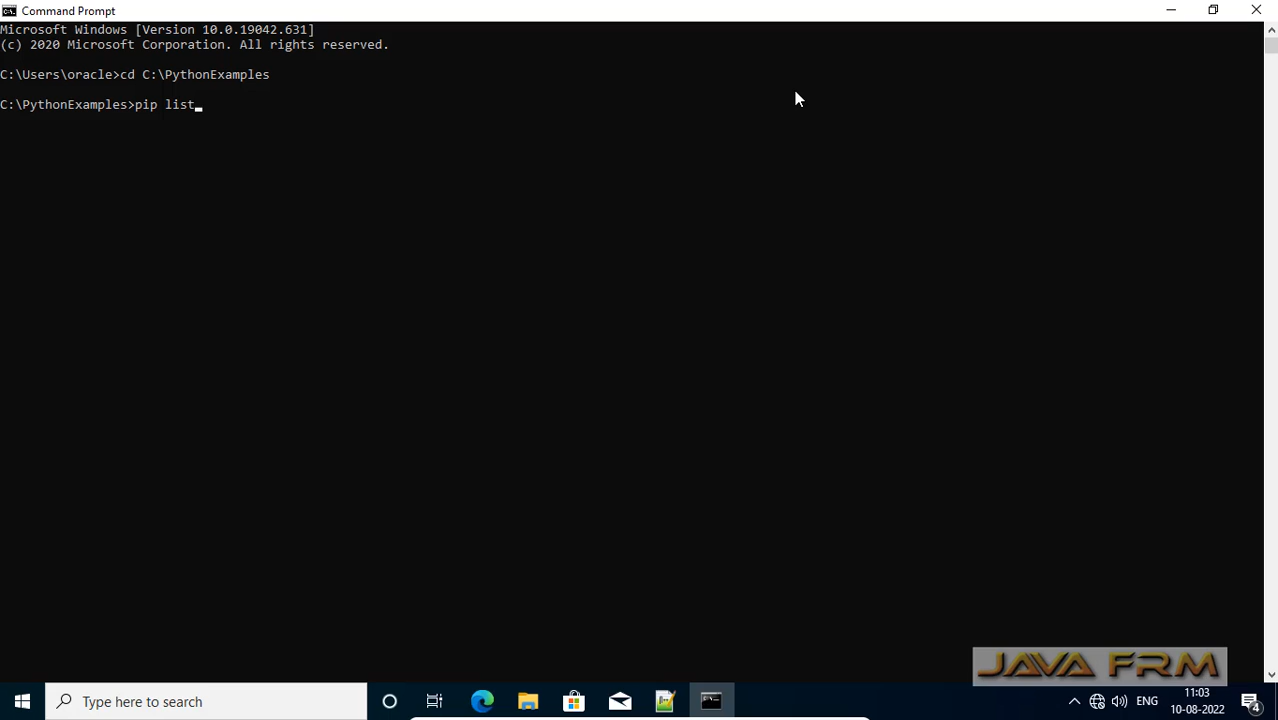 Command Prompt
Microsoft Windows [Version 10.0.19042.631]
(c) 2020 Microsoft Corporation. All rights reserved.
C:\Users\oracle>cd C:\PythonExamples
C:\PythonExamples>pip list
JAVA FRM
Type here to search
ENG
11:03
10-08-2022
4